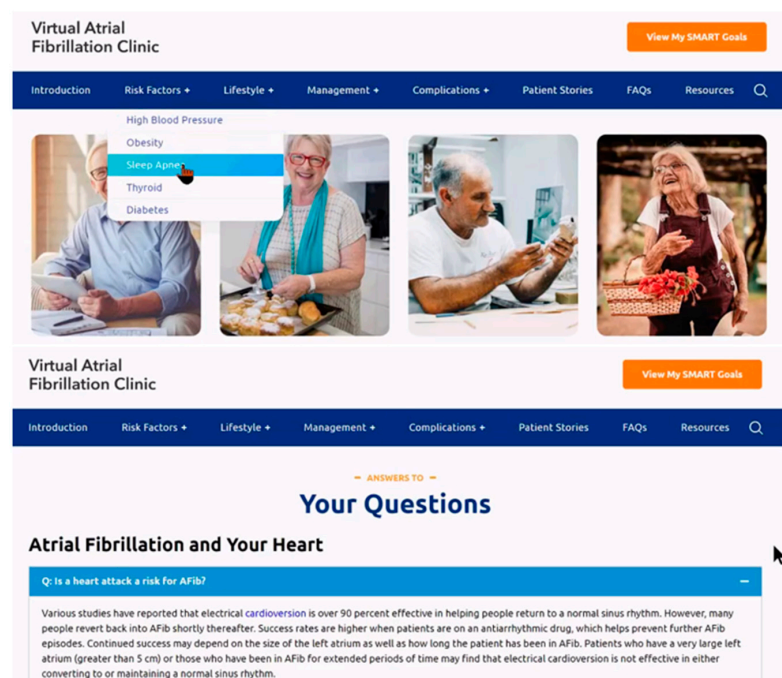 Virtual Atrial
Fibrillation Clinic
View My SMART Goals
Introduction Risk Factors + Lifestyle + Management + Complications + Patient Stories FAQs Resources
High Blood Pressure
Obesity
Sleep Apnea
Thyroid
Diabetes
Virtual Atrial
Fibrillation Clinic
View My SMART Goals
Introduction Risk Factors + Lifestyle + Management + Complications + Patient Stories FAQs Resources
– ANSWERS TO –
Your Questions
Atrial Fibrillation and Your Heart
Q: Is a heart attack a risk for AFib? –
Various studies have reported that electrical cardioversion is over 90 percent effective in helping people return to a normal sinus rhythm. However, many
people revert back into AFib shortly thereafter. Success rates are higher when patients are on an antiarrhythmic drug, which helps prevent further AFib
episodes. Continued success may depend on the size of the left atrium as well as how long the patient has been in AFib. Patients who have a very large left
atrium (greater than 5 cm) or those who have been in AFib for extended periods of time may find that electrical cardioversion is not effective in either
converting to or maintaining a normal sinus rhythm.